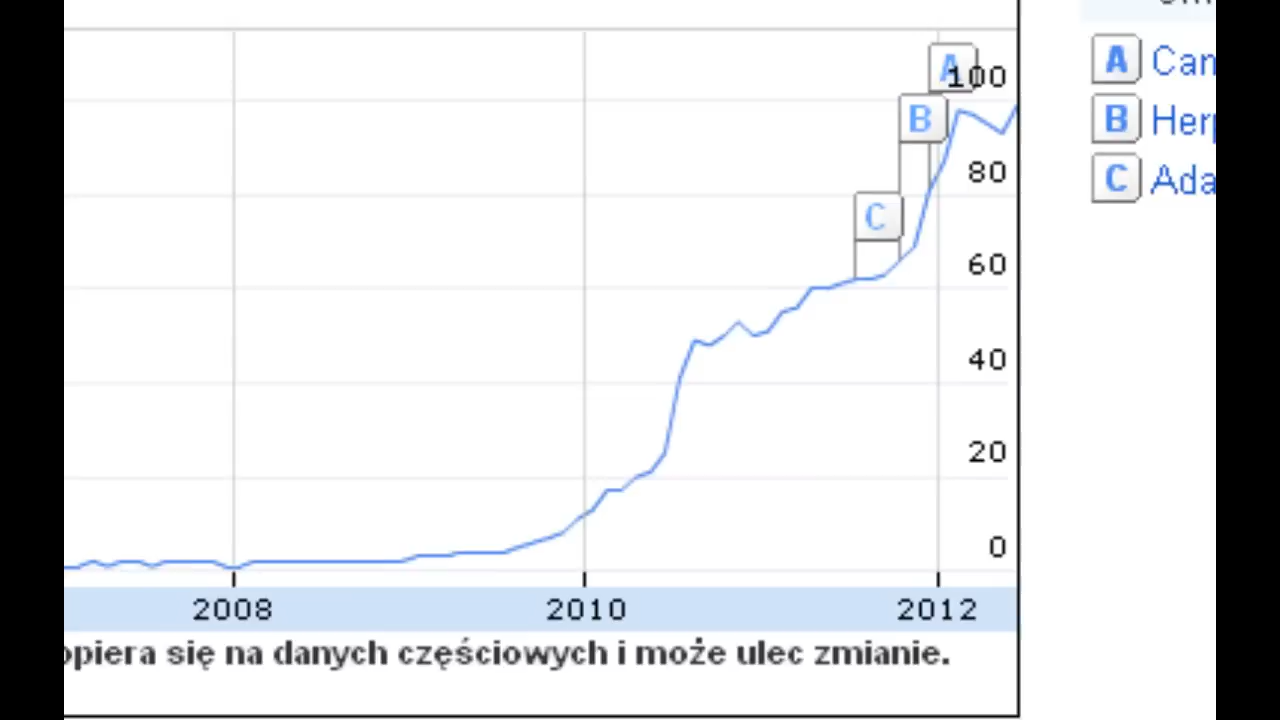 A
100
B
80
C
60
40
20
0
2008 2010 2012
opiera się na danych częściowych i może ulec zmianie.
A Can
B Her
C Ada